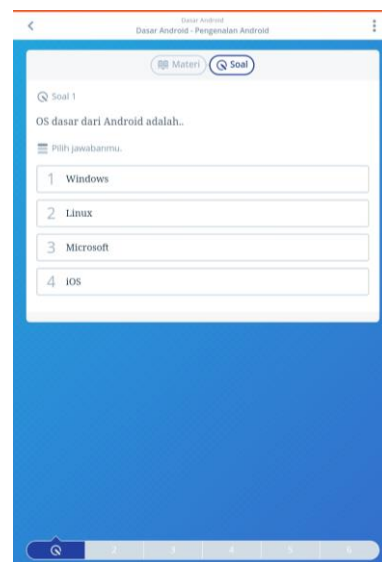 Dasar Android
Dasar Android - Pengenalan Android
Materi
Soal
Soal 1
OS dasar dari Android adalah..
Pilih jawabanmu.
1 Windows
2 Linux
3 Microsoft
4 iOS
2 3 4 5 6